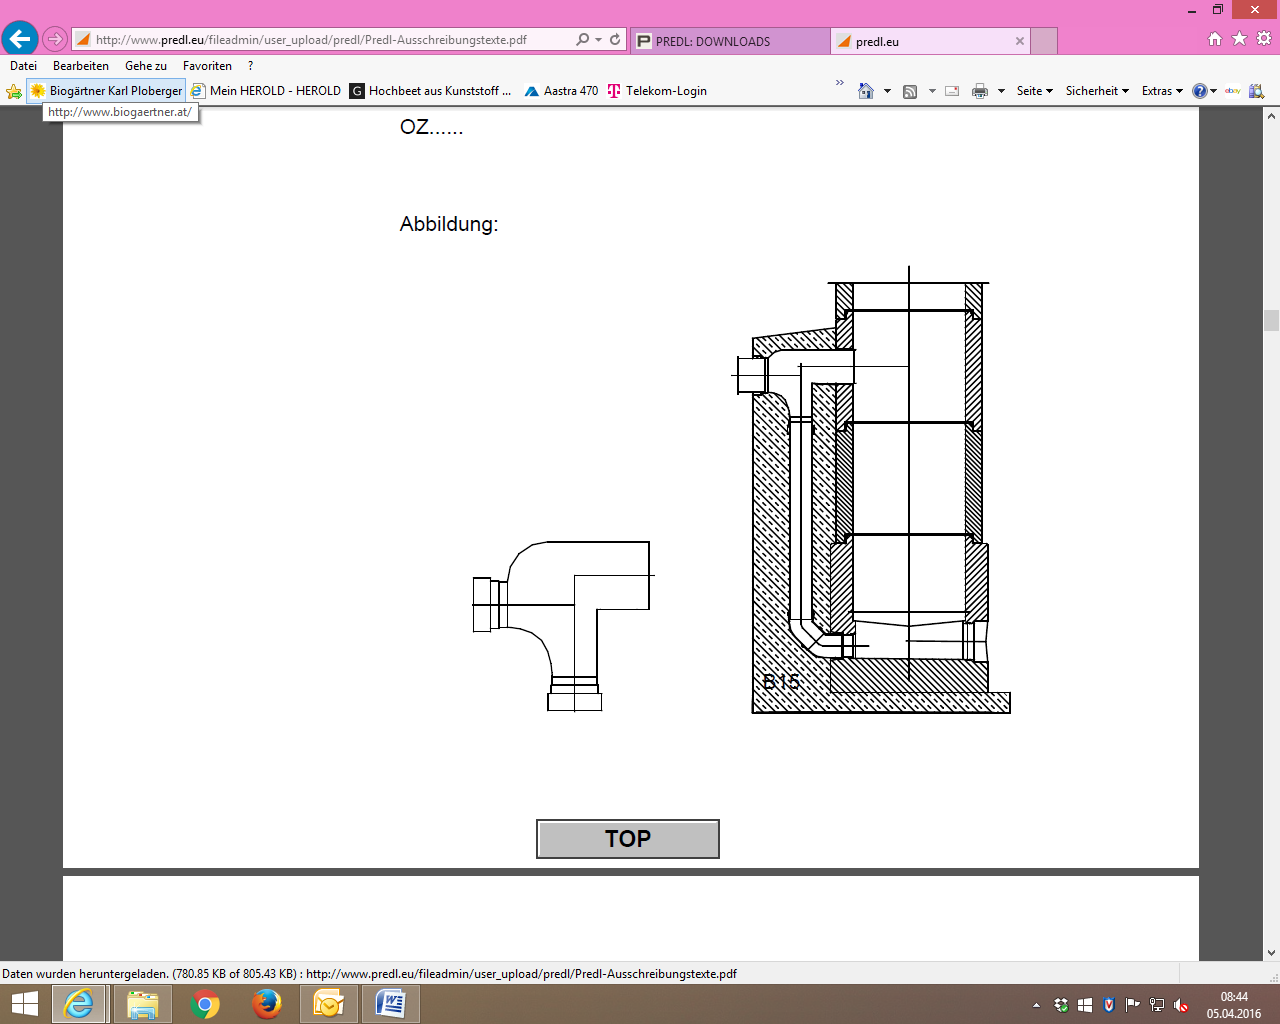 http://www.predl.eu/fileadmin/user_upload/predl/Predl-Ausschreibungstexte.pdf
PREDL: DOWNLOADS
predl.eu
Datei Bearbeiten Gehe zu Favoriten ?
Biogärtner Karl Ploberger Mein HEROLD - HEROLD Hochbeet aus Kunststoff ... Aastra 470 Telekom-Login
Seite Sicherheit Extras
http://www.biogaertner.at/
OZ......
Abbildung:
B15
TOP
Daten wurden heruntergeladen. (780.85 KB of 805.43 KB) : http://www.predl.eu/fileadmin/user_upload/predl/Predl-Ausschreibungstexte.pdf
08:44
05.04.2016